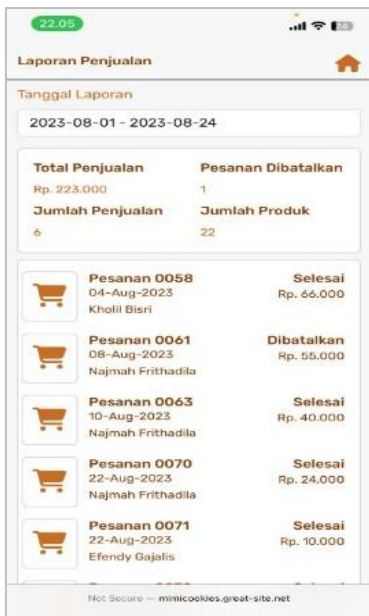 22.05
24
Laporan Penjualan
Tanggal Laporan
2023-08-01 - 2023-08-24
Total Penjualan Pesanan Dibatalkan
Rp. 223.000 1
Jumlah Penjualan Jumlah Produk
6 22
Pesanan 0058 Selesai
04-Aug-2023 Rp. 66.000
Kholil Bisri
Pesanan 0061 Dibatalkan
08-Aug-2023 Rp. 55.000
Najmah Frithadila
Pesanan 0063 Selesai
10-Aug-2023 Rp. 40.000
Najmah Frithadila
Pesanan 0070 Selesai
22-Aug-2023 Rp. 24.000
Najmah Frithadila
Pesanan 0071 Selesai
22-Aug-2023 Rp. 10.000
Efendy Gajalis
Not Secure — mimicookies.great-site.net